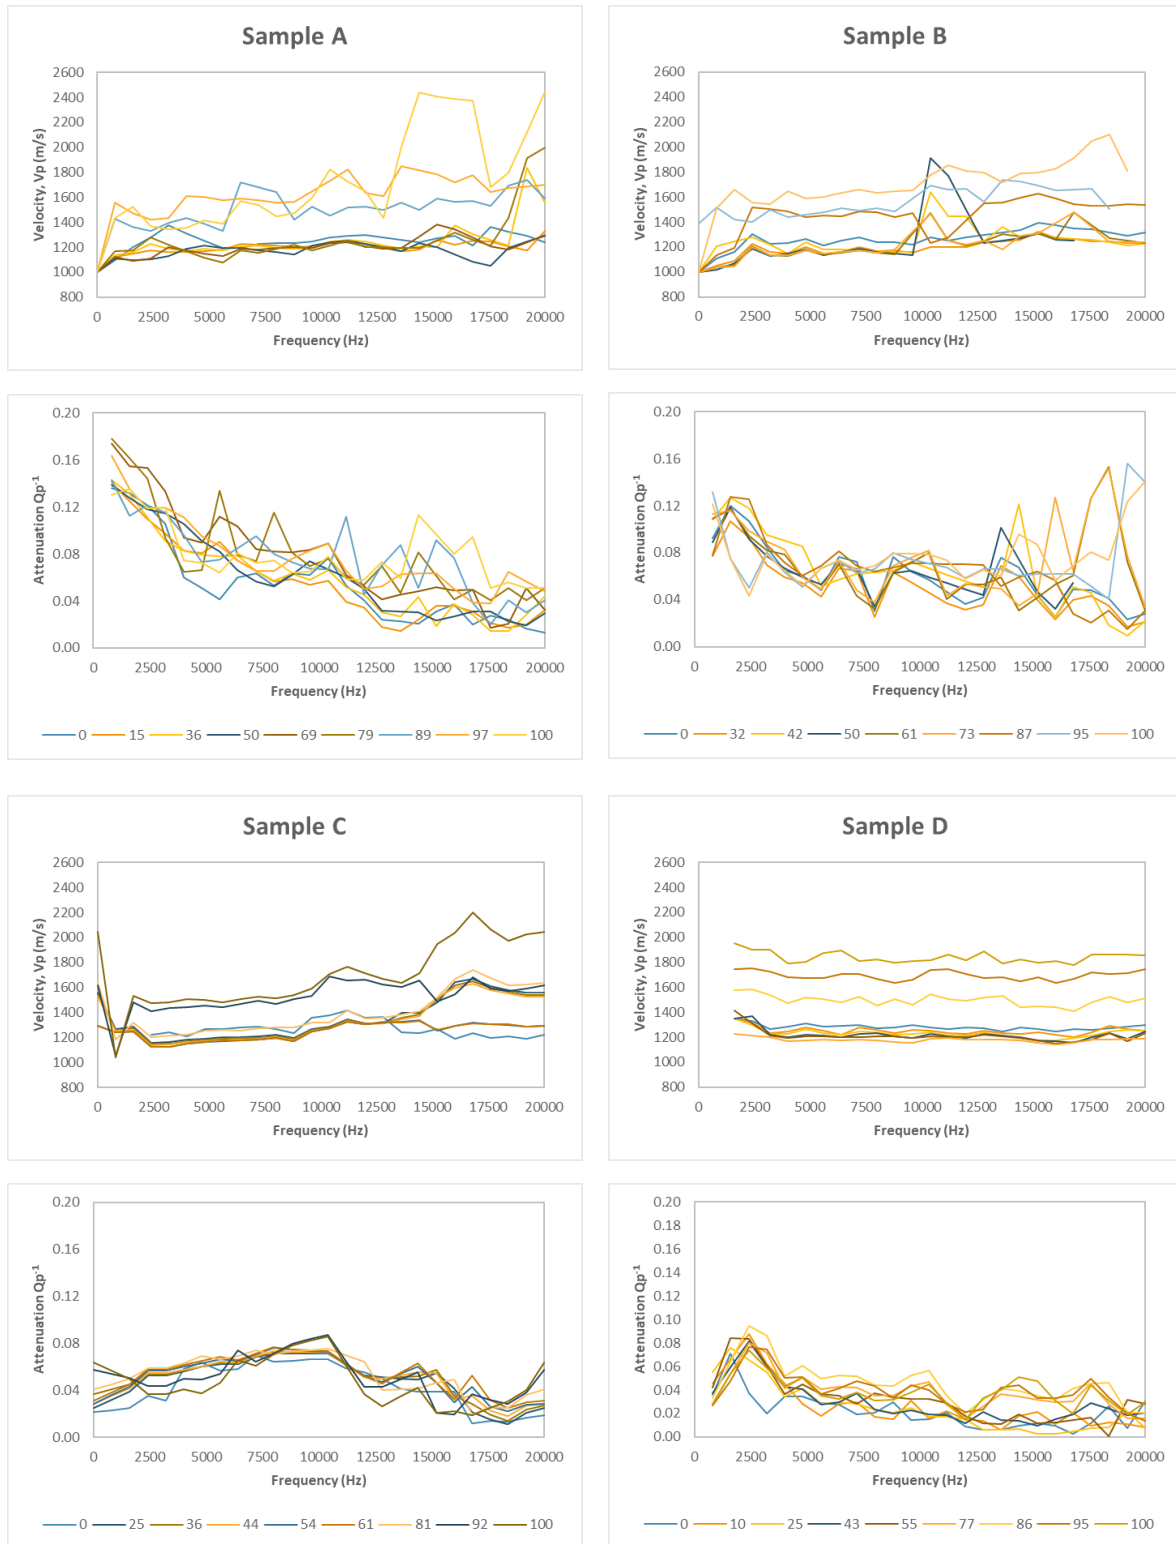 Sample A
2600
2400
2200
2000
1800
1600
1400
1200
1000
800
Velocity, Vp (m/s)
0 2500 5000 7500 10000 12500 15000 17500 20000
Frequency (Hz)
Sample B
2600
2400
2200
2000
1800
1600
1400
1200
1000
800
Velocity, Vp (m/s)
0 2500 5000 7500 10000 12500 15000 17500 20000
Frequency (Hz)
0.20
0.16
0.12
0.08
0.04
0.00
Attenuation Qp⁻¹
0 2500 5000 7500 10000 12500 15000 17500 20000
Frequency (Hz)
0 15 36 50 69 79 89 97 100
0.20
0.16
0.12
0.08
0.04
0.00
Attenuation Qp⁻¹
0 2500 5000 7500 10000 12500 15000 17500 20000
Frequency (Hz)
0 32 42 50 61 73 87 95 100
Sample C
2600
2400
2200
2000
1800
1600
1400
1200
1000
800
Velocity, Vp (m/s)
0 2500 5000 7500 10000 12500 15000 17500 20000
Frequency (Hz)
Sample D
2600
2400
2200
2000
1800
1600
1400
1200
1000
800
Velocity, Vp (m/s)
0 2500 5000 7500 10000 12500 15000 17500 20000
Frequency (Hz)
0.20
0.16
0.12
0.08
0.04
0.00
Attenuation Qp⁻¹
0 2500 5000 7500 10000 12500 15000 17500 20000
Frequency (Hz)
0 25 36 44 54 61 81 92 100
0.20
0.18
0.16
0.14
0.12
0.10
0.08
0.06
0.04
0.02
0.00
Attenuation Qp⁻¹
0 2500 5000 7500 10000 12500 15000 17500 20000
Frequency (Hz)
0 10 25 43 55 77 86 95 100